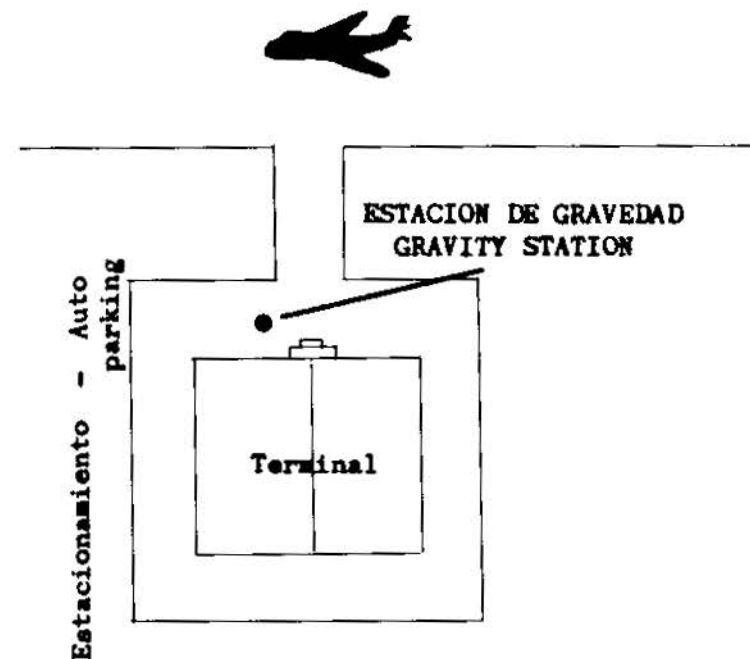 ESTACION DE GRAVEDAD
GRAVITY STATION
Estacionamiento - Auto
parking
Terminal